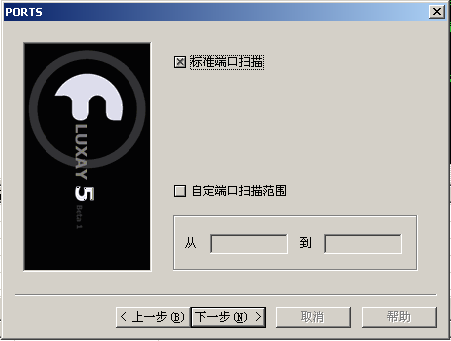 PORTS
标准端口扫描
LUXAY 5 Beta 1
自定端口扫描范围
从 到
< 上一步(B) 下一步(N) > 取消 帮助